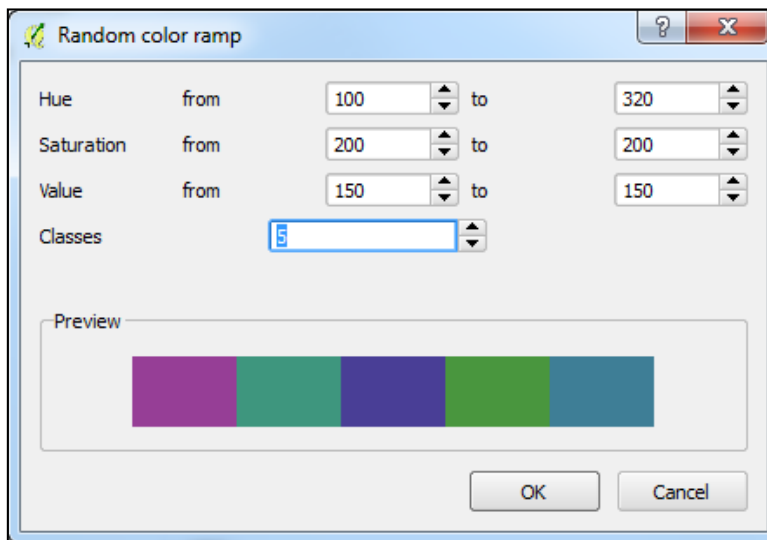 Random color ramp
Hue from 100 to 320
Saturation from 200 to 200
Value from 150 to 150
Classes 5
Preview
OK Cancel